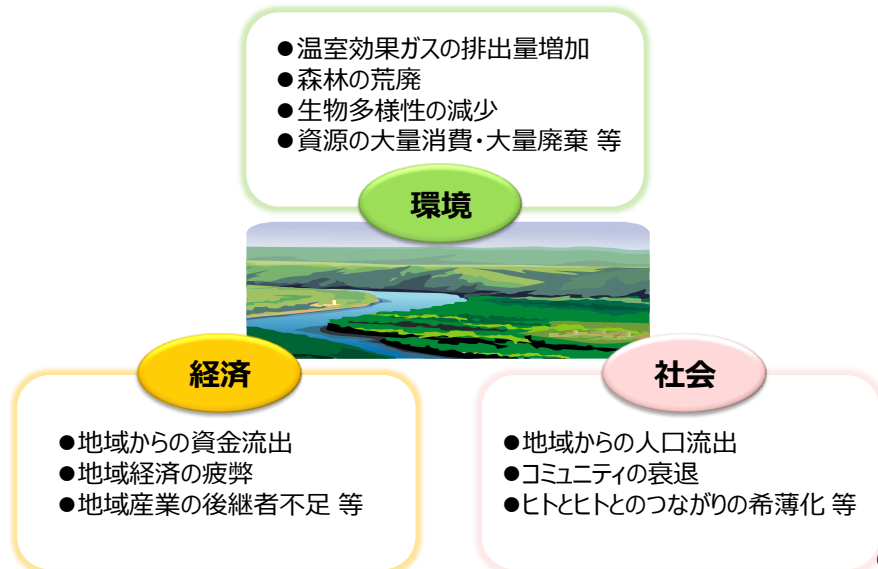 ●温室効果ガスの排出量増加
●森林の荒廃
●生物多様性の減少
●資源の大量消費・大量廃棄 等
環境
経済
●地域からの資金流出
●地域経済の疲弊
●地域産業の後継者不足 等
社会
●地域からの人口流出
●コミュニティの衰退
●ヒトとヒトとのつながりの希薄化 等